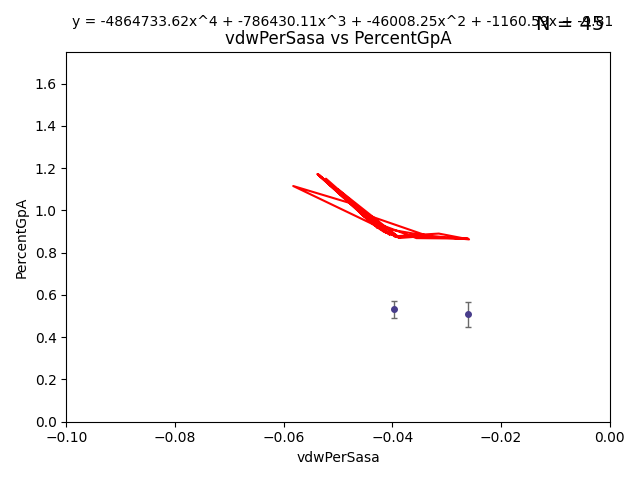 y = -4864733.62x^4 + -786430.11x^3 + -46008.25x^2 + -1160.59x +
N = 45
vdwPerSasa vs PercentGpA
1.6
1.4
1.2
1.0
0.8
0.6
0.4
0.2
0.0
PercentGpA
−0.10 −0.08 −0.06 −0.04 −0.02 0.00
vdwPerSasa